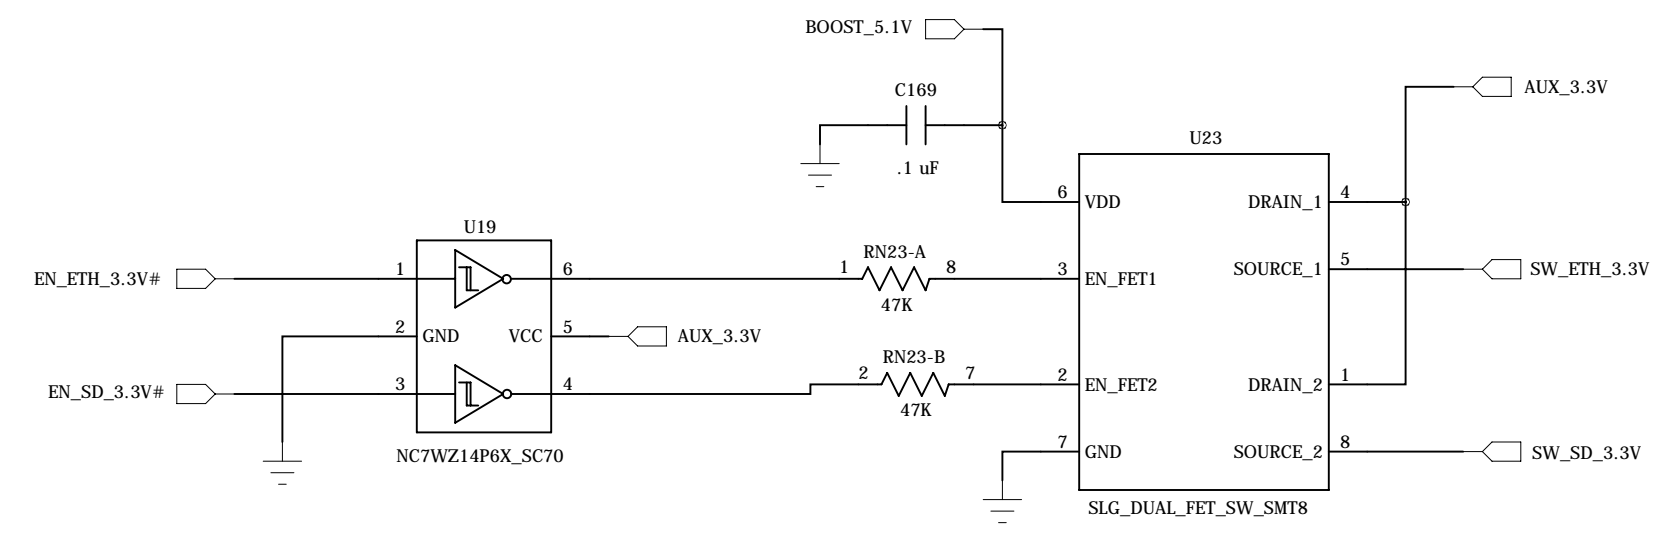 BOOST_5.1V
C169
.1 uF
AUX_3.3V
U23
6 VDD
DRAIN_1 4
U19
RN23-A
EN_ETH_3.3V# 1 6
1 8
47K
3 EN_FET1
SOURCE_1 5
SW_ETH_3.3V
2 GND
VCC 5
AUX_3.3V
RN23-B
EN_SD_3.3V# 3 4
2 7
47K
2 EN_FET2
DRAIN_2 1
7 GND
SOURCE_2 8
SW_SD_3.3V
NC7WZ14P6X_SC70
SLG_DUAL_FET_SW_SMT8